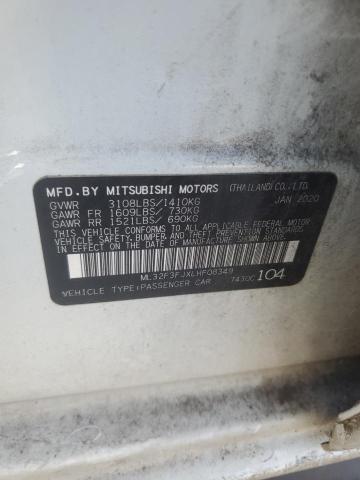 MFD.BY MITSUBISHI MOTORS (THAILAND) CO., LTD.
GVWR 3108LBS/1410KG JAN 2020
GAWR FR 1609LBS/ 730KG
GAWR RR 1521LBS/ 690KG
THIS VEHICLE CONFORMS TO ALL APPLICABLE FEDERAL MOTOR
VEHICLE SAFETY, BUMPER, AND THEFT PREVENTION STANDARDS
IN EFFECT ON THE DATE OF MANUFACTURE SHOWN ABOVE.
ML32F3FJXLHF08349
VEHICLE TYPE:PASSENGER CAR 7430C 104